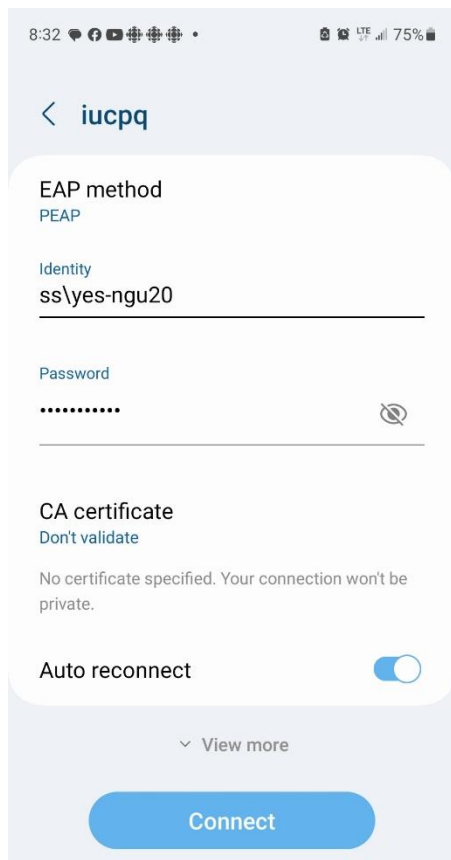 8:32 LTE 75%
iucpq
EAP method
PEAP
Identity
ss\yes-ngu20
Password
•••••••••••
CA certificate
Don't validate
No certificate specified. Your connection won't be
private.
Auto reconnect
View more
Connect